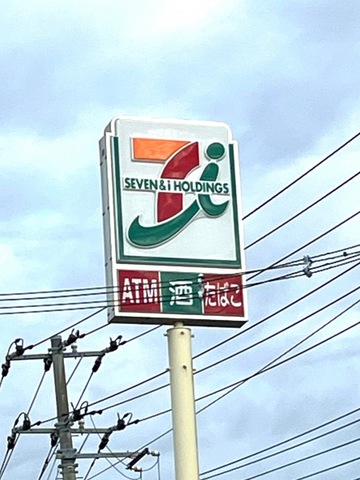 SEVEN&i HOLDINGS
ATM 酒 たばこ